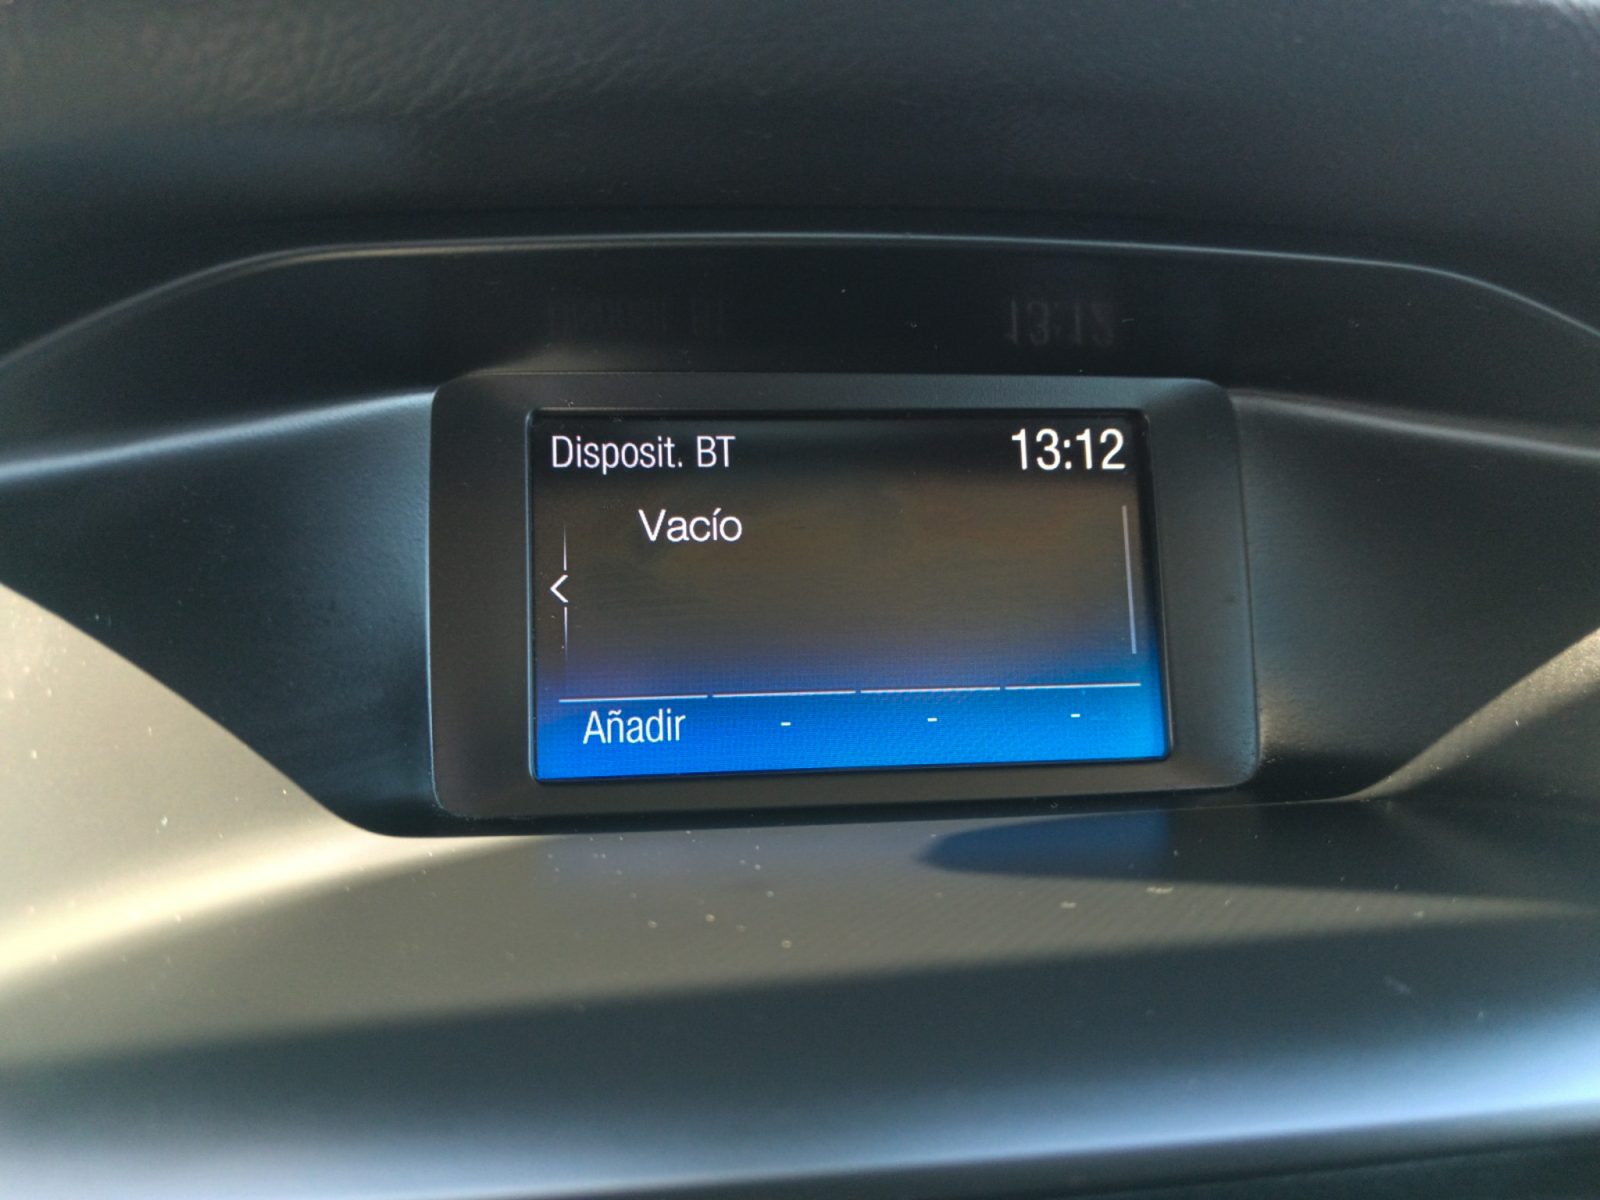 Disposit. BT 13:12
Vacío
<
Añadir - - -